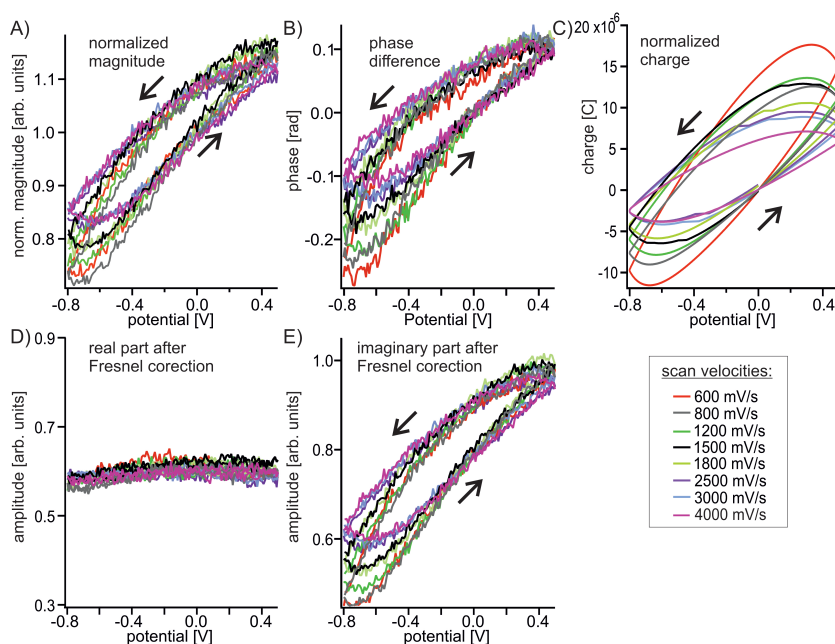 A)
normalized
magnitude
norm. magnitude [arb. units]
1.1
1.0
0.9
0.8
-0.8
-0.4
0.0
0.4
potential [V]
B)
phase
difference
phase [rad]
0.1
0.0
-0.1
-0.2
-0.8
-0.4
0.0
0.4
Potential [V]
C)
normalized
charge
charge [C]
20 x10-6
15
10
5
0
-5
-10
-0.8
-0.4
0.0
0.4
potential [V]
D)
real part after
Fresnel corection
amplitude [arb. units]
0.9
0.7
0.5
0.3
-0.8
-0.4
0.0
0.4
potential [V]
E)
imaginary part after
Fresnel corection
amplitude [arb. units]
1.0
0.8
0.6
-0.8
-0.4
0.0
0.4
potential [V]
scan velocities:
600 mV/s
800 mV/s
1200 mV/s
1500 mV/s
1800 mV/s
2500 mV/s
3000 mV/s
4000 mV/s